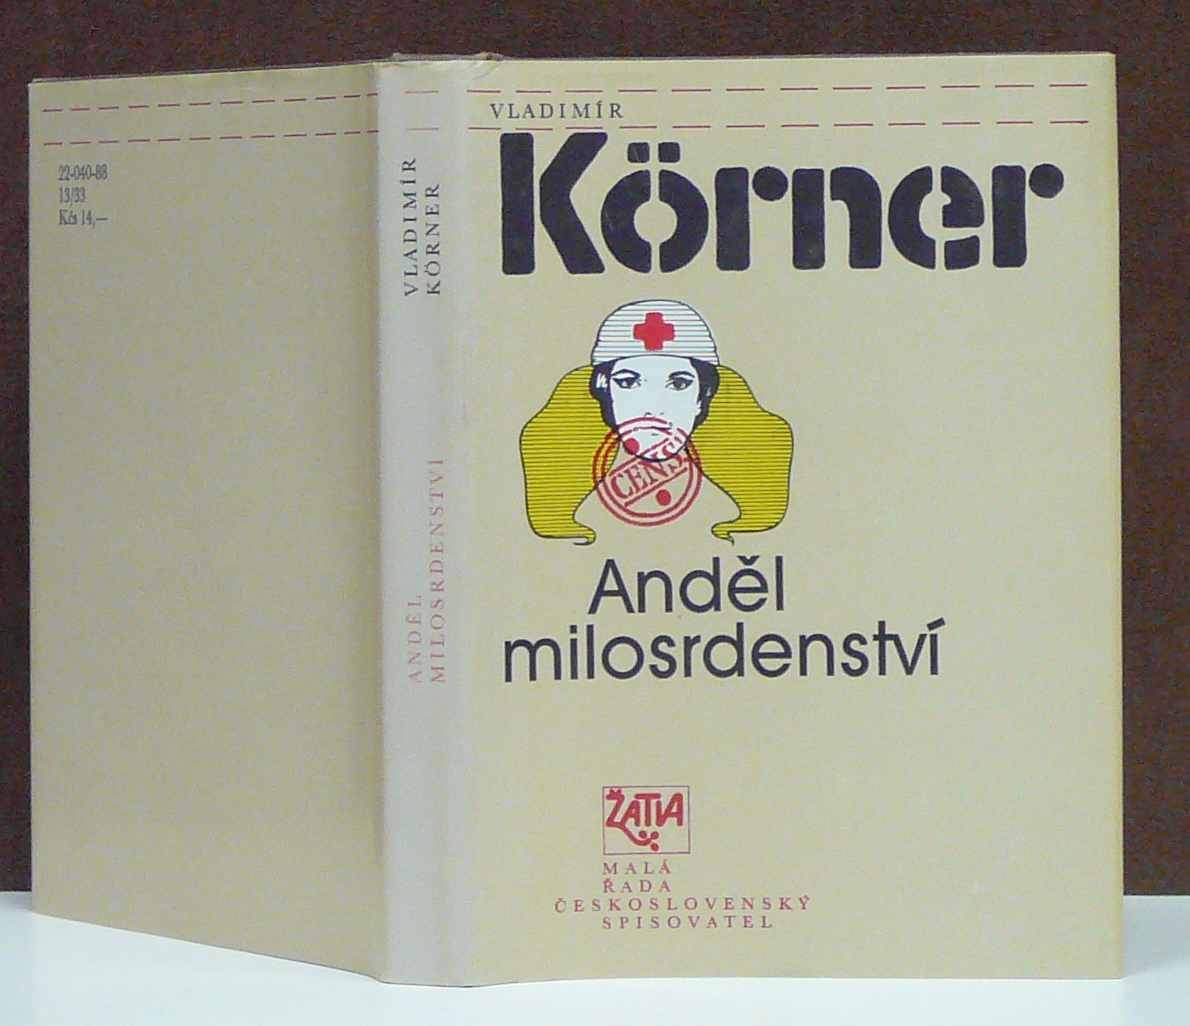 22-040-88
13/33
Kčs 14,—
VLADIMÍR
KÖRNER
ANDĚL
MILOSRDENSTVÍ
VLADIMÍR
Körner
CENS
Anděl
milosrdenství
ŽATVA
MALÁ
ŘADA
ČESKOSLOVENSKÝ
SPISOVATEL